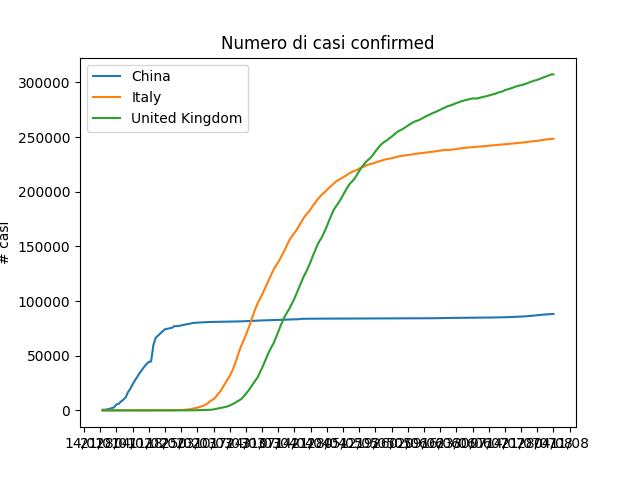 Numero di casi confirmed
China
Italy
United Kingdom
300000
250000
200000
150000
100000
50000
0
# casi